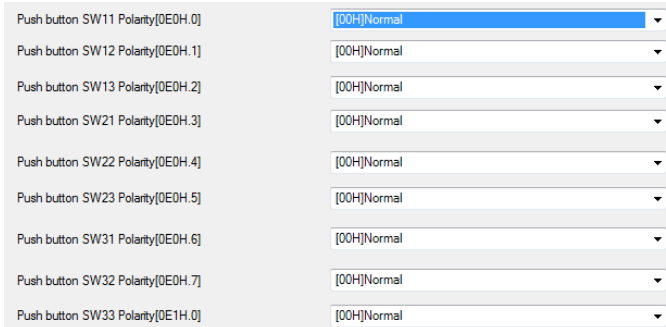 Push button SW11 Polarity[0E0H.0] [00H]Normal
Push button SW12 Polarity[0E0H.1] [00H]Normal
Push button SW13 Polarity[0E0H.2] [00H]Normal
Push button SW21 Polarity[0E0H.3] [00H]Normal
Push button SW22 Polarity[0E0H.4] [00H]Normal
Push button SW23 Polarity[0E0H.5] [00H]Normal
Push button SW31 Polarity[0E0H.6] [00H]Normal
Push button SW32 Polarity[0E0H.7] [00H]Normal
Push button SW33 Polarity[0E1H.0] [00H]Normal